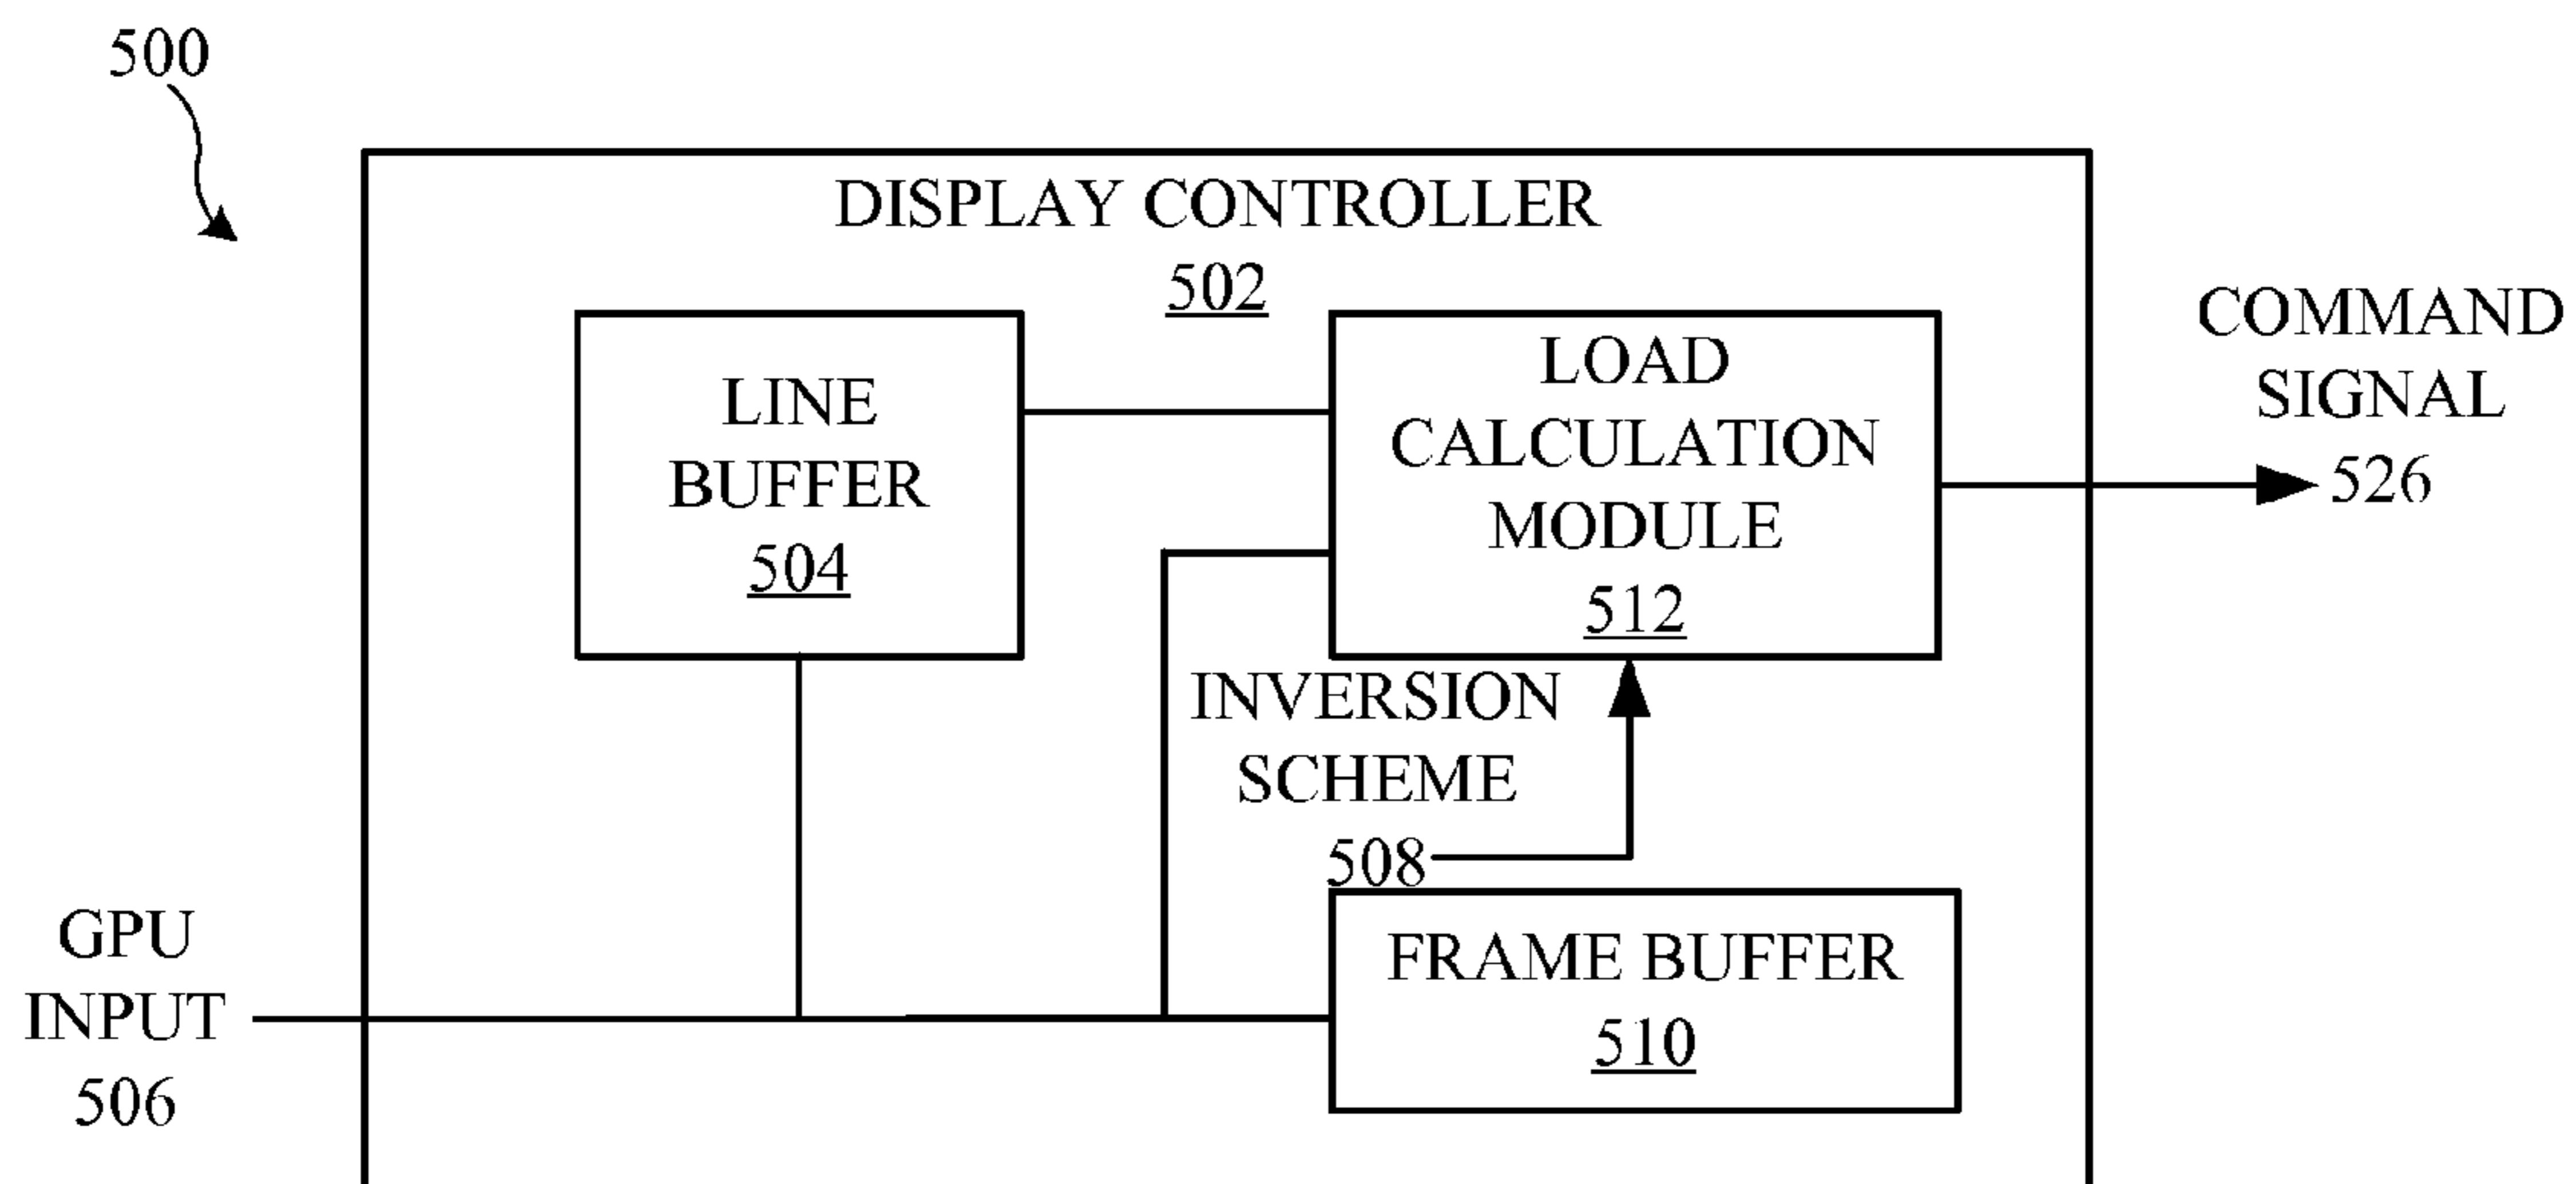 500
DISPLAY CONTROLLER
502
LINE
BUFFER
504
LOAD
CALCULATION
MODULE
512
COMMAND
SIGNAL
526
INVERSION
SCHEME
508
GPU
INPUT
506
FRAME BUFFER
510